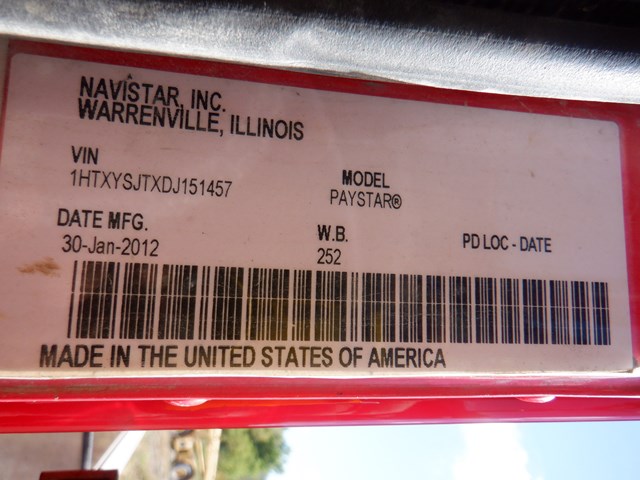 NAVISTAR, INC.
WARRENVILLE, ILLINOIS
VIN
1HTXYSJTXDJ151457
MODEL
PAYSTAR®
DATE MFG.
30-Jan-2012
W.B.
252
PD LOC - DATE
MADE IN THE UNITED STATES OF AMERICA